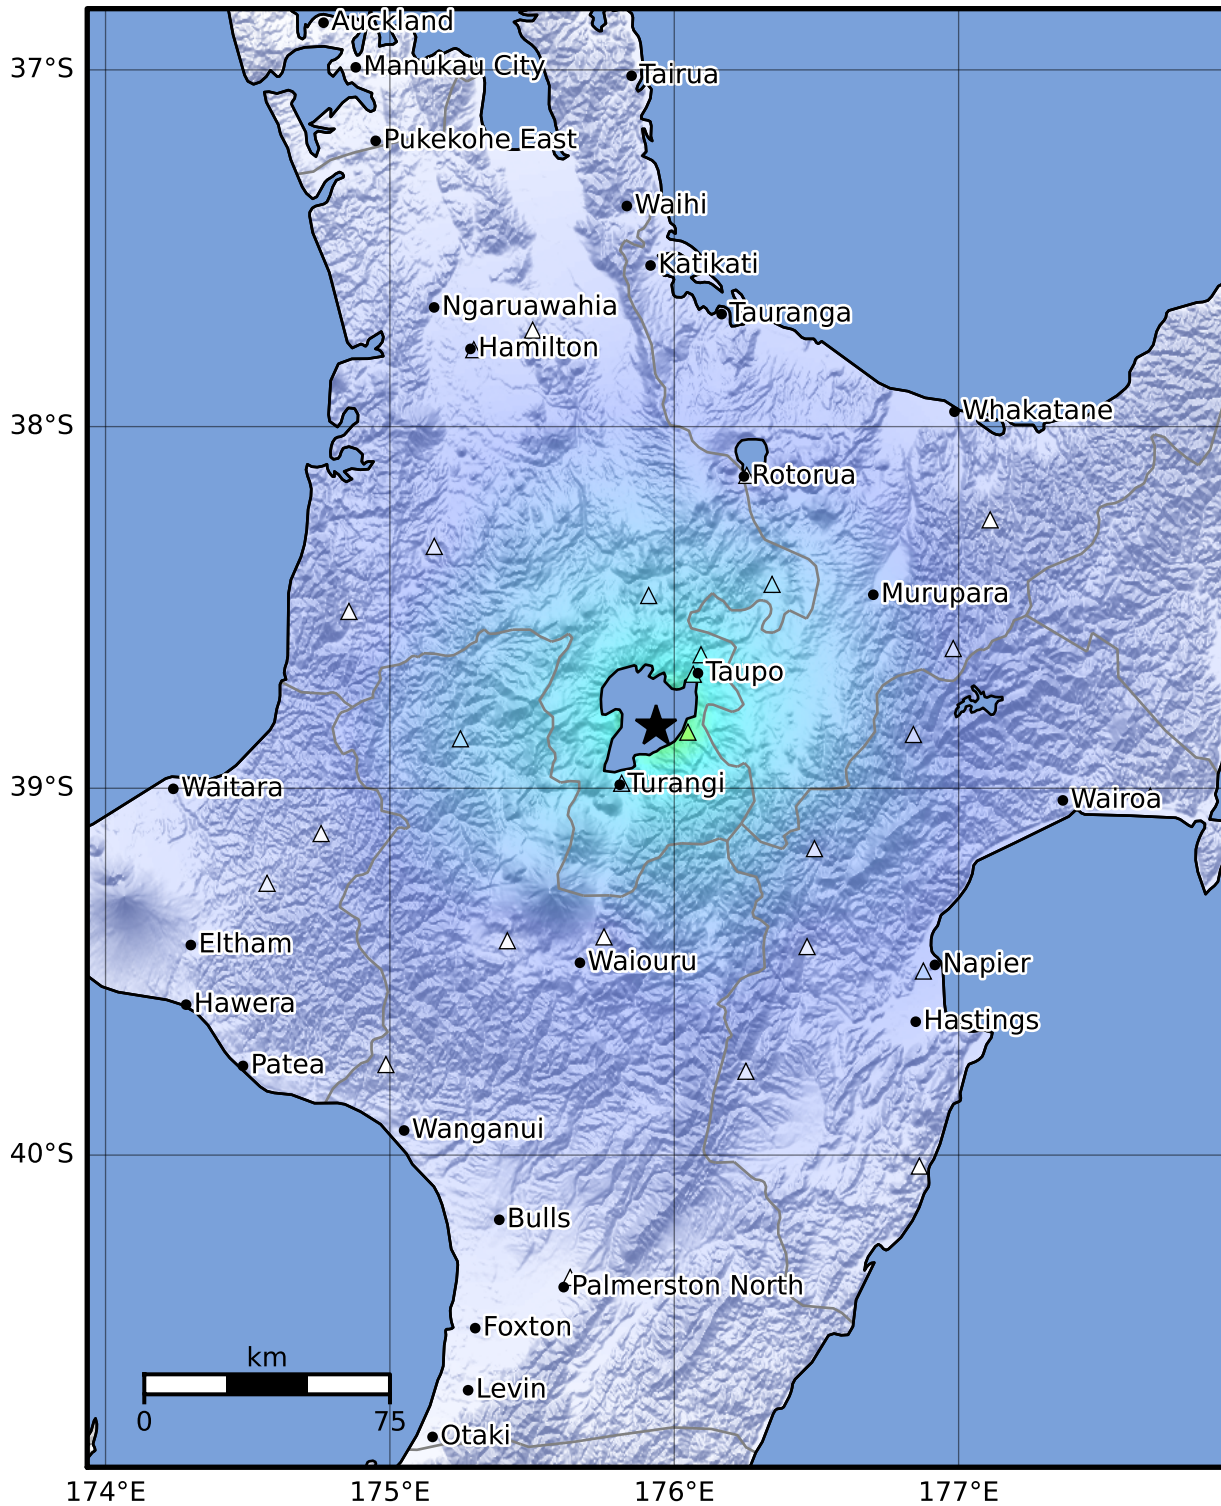 Auckland
Manukau City
37°S
Tairua
Pukekohe East
Waihi
Katikati
Ngaruawahia
Tauranga
Hamilton
Whakatane
38°S
Rotorua
Murupara
Taupo
Turangi
39°S
Waitara
Wairoa
Eltham
Waiouru
Napier
Hawera
Hastings
Patea
Wanganui
40°S
Bulls
Palmerston North
Foxton
km
Levin
0
75
Otaki
174°E
175°E
176°E
177°E